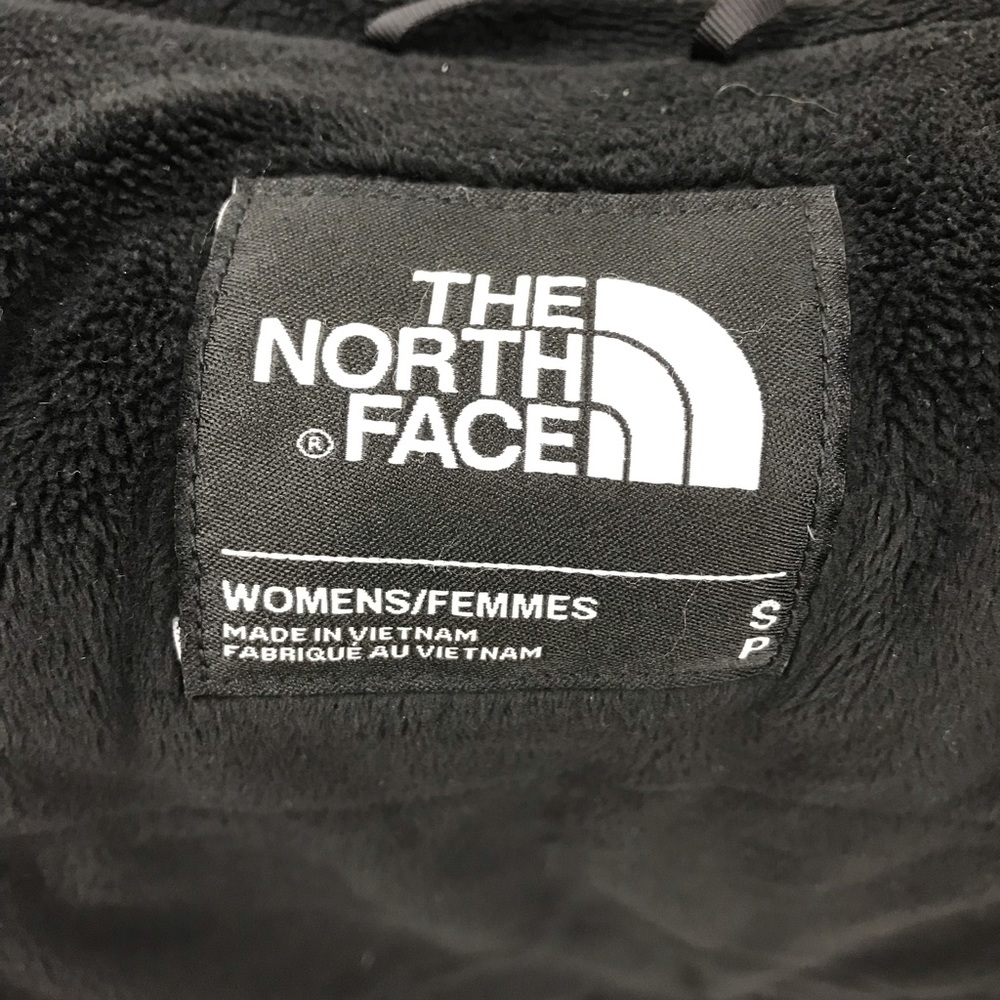 THE
NORTH
®FACE
WOMENS/FEMMES S
MADE IN VIETNAM P
FABRIQUÉ AU VIETNAM